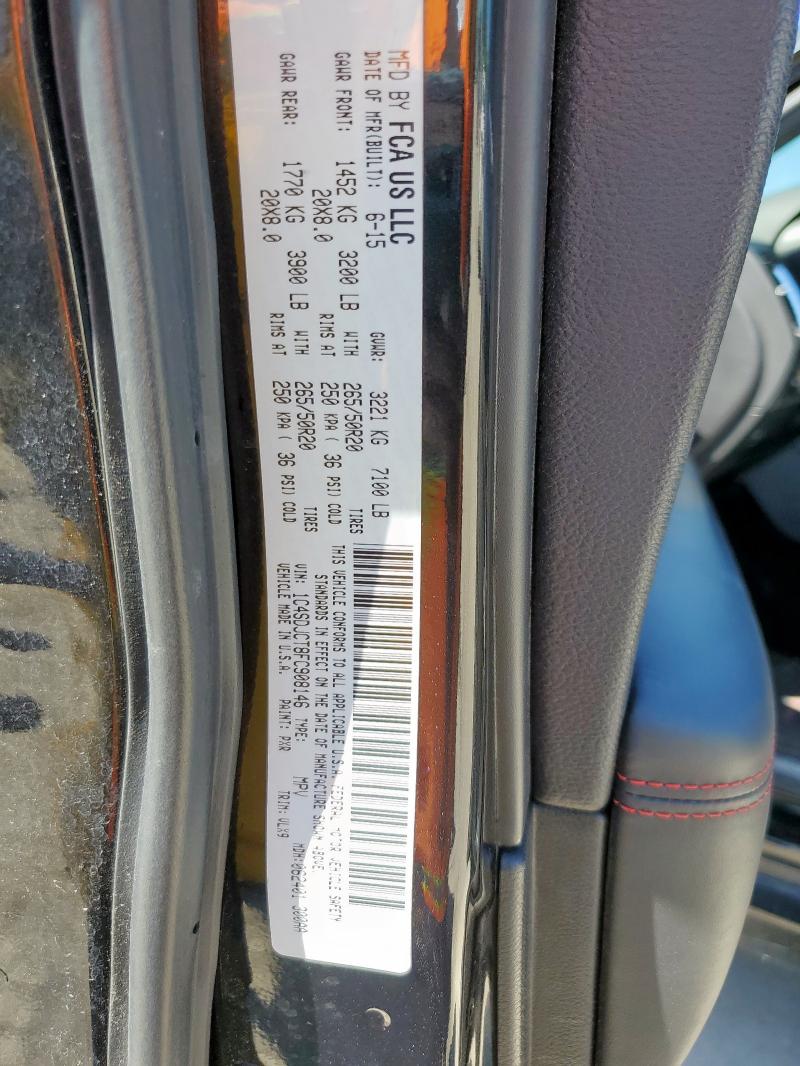 MFD BY FCA US LLC
DATE OF MFR(BUILT): 6-15 GVWR: 3221 KG 7100 LB
GAWR FRONT: 1452 KG 3200 LB WITH 265/50R20 TIRES
20X8.0 RIMS AT 250 KPA ( 36 PSI) COLD
GAWR REAR: 1770 KG 3900 LB WITH 265/50R20 TIRES
20X8.0 RIMS AT 250 KPA ( 36 PSI) COLD
THIS VEHICLE CONFORMS TO ALL APPLICABLE U.S.A. FEDERAL MOTOR VEHICLE SAFETY
STANDARDS IN EFFECT ON THE DATE OF MANUFACTURE SHOWN ABOVE.
VIN: 1C4SDJCT8FC908146 TYPE: MPV MDH:062401 300AA
VEHICLE MADE IN U.S.A. PAINT: PXR TRIM: VLX9